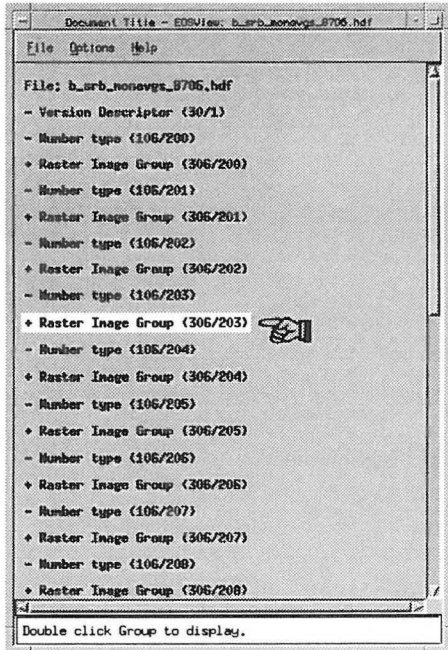 Document Title - EOSView: b_srb_monavgs_8706.hdf
File Options Help
File: b_srb_monavgs_8706.hdf
- Version Descriptor (30/1)
- Number type (106/200)
+ Raster Image Group (306/200)
- Number type (106/201)
+ Raster Image Group (306/201)
- Number type (106/202)
+ Raster Image Group (306/202)
- Number type (106/203)
+ Raster Image Group (306/203)
- Number type (106/204)
+ Raster Image Group (306/204)
- Number type (106/205)
+ Raster Image Group (306/205)
- Number type (106/206)
+ Raster Image Group (306/206)
- Number type (106/207)
+ Raster Image Group (306/207)
- Number type (106/208)
+ Raster Image Group (306/208)
Double click Group to display.